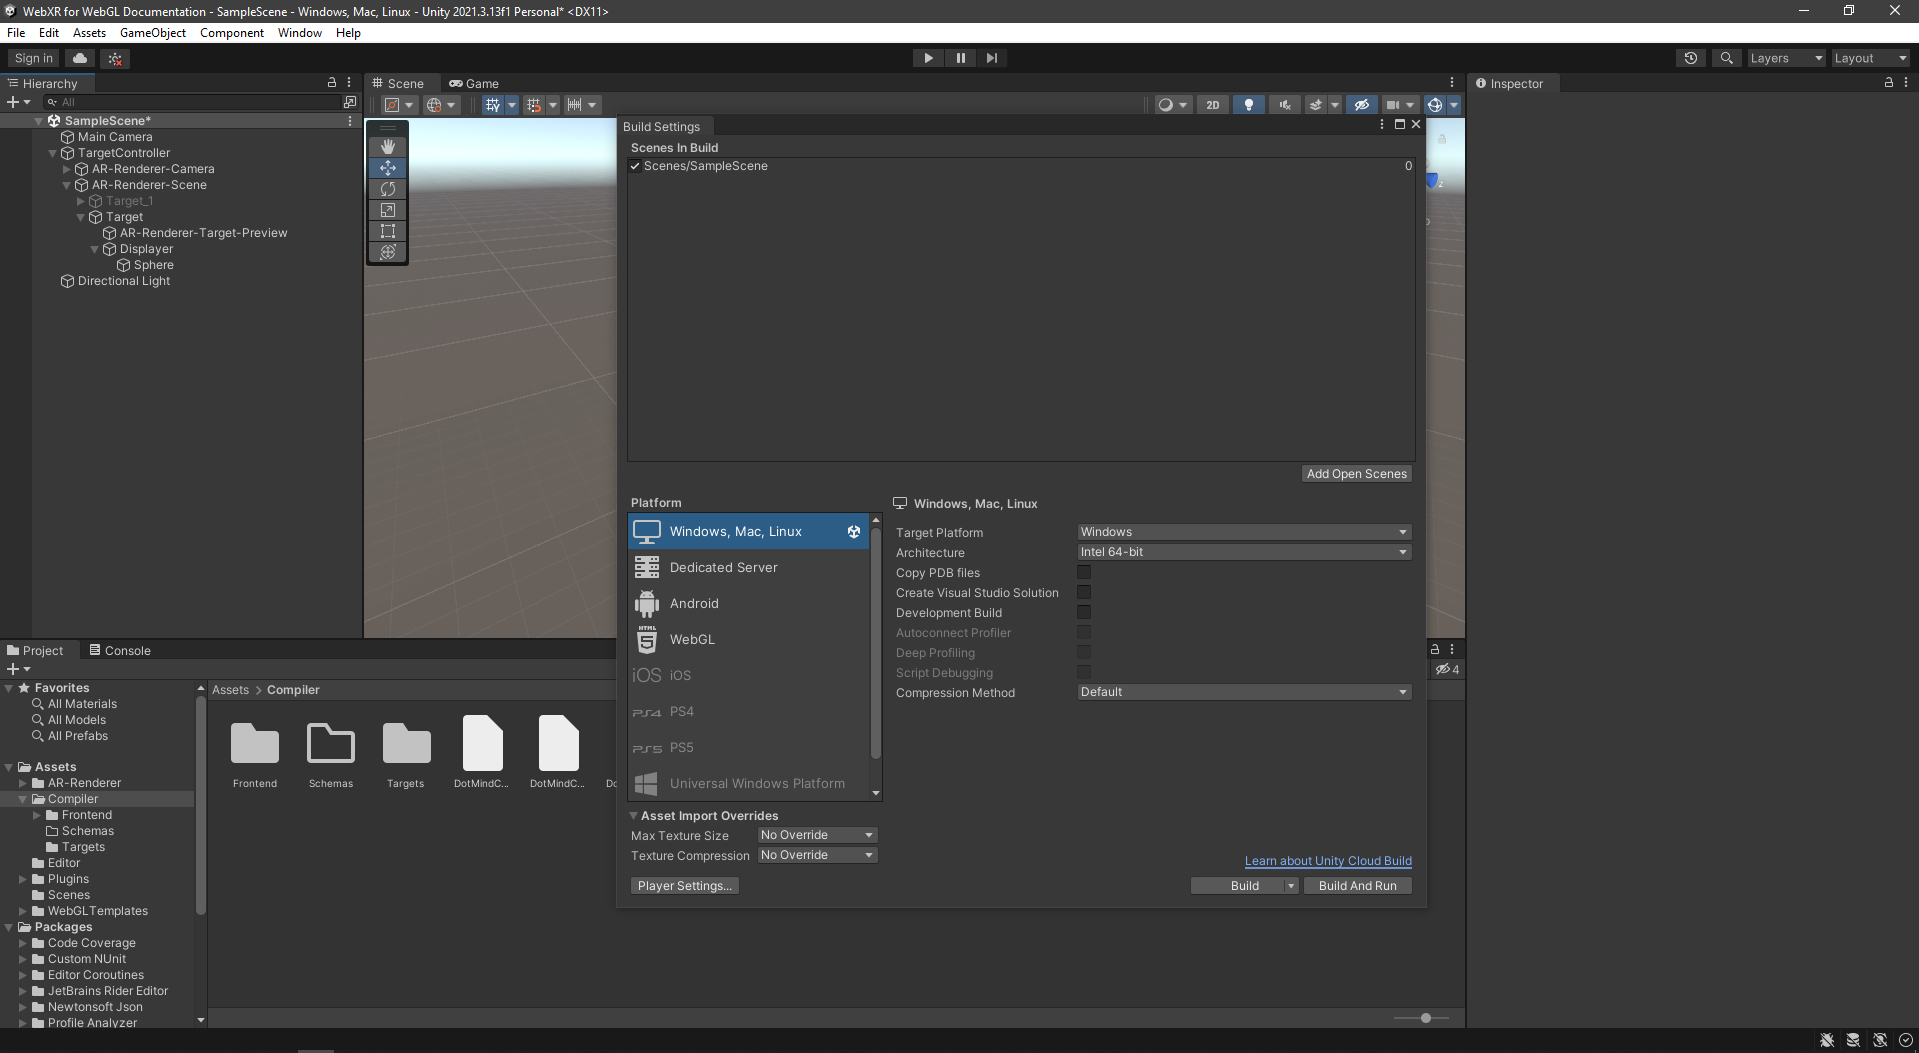 WebXR for WebGL Documentation - SampleScene - Windows, Mac, Linux - Unity 2021.3.13f1 Personal* <DX11>
File Edit Assets GameObject Component Window Help
Sign in
Layers
Layout
Hierarchy
All
SampleScene*
Main Camera
TargetController
AR-Renderer-Camera
AR-Renderer-Scene
Target_1
Target
AR-Renderer-Target-Preview
Displayer
Sphere
Directional Light
Scene
Game
2D
Inspector
Build Settings
Scenes In Build
Scenes/SampleScene 0
Add Open Scenes
Platform
Windows, Mac, Linux
Dedicated Server
Android
HTML 5 WebGL
iOS iOS
PS4 PS4
PS5 PS5
Universal Windows Platform
Windows, Mac, Linux
Target Platform Windows
Architecture Intel 64-bit
Copy PDB files
Create Visual Studio Solution
Development Build
Autoconnect Profiler
Deep Profiling
Script Debugging
Compression Method Default
Asset Import Overrides
Max Texture Size No Override
Texture Compression No Override
Learn about Unity Cloud Build
Player Settings...
Build
Build And Run
Project
Console
4
Favorites
All Materials
All Models
All Prefabs
Assets
AR-Renderer
Compiler
Frontend
Schemas
Targets
Editor
Plugins
Scenes
WebGLTemplates
Packages
Code Coverage
Custom NUnit
Editor Coroutines
JetBrains Rider Editor
Newtonsoft Json
Profile Analyzer
Assets > Compiler
Frontend
Schemas
Targets
DotMindC...
DotMindC...